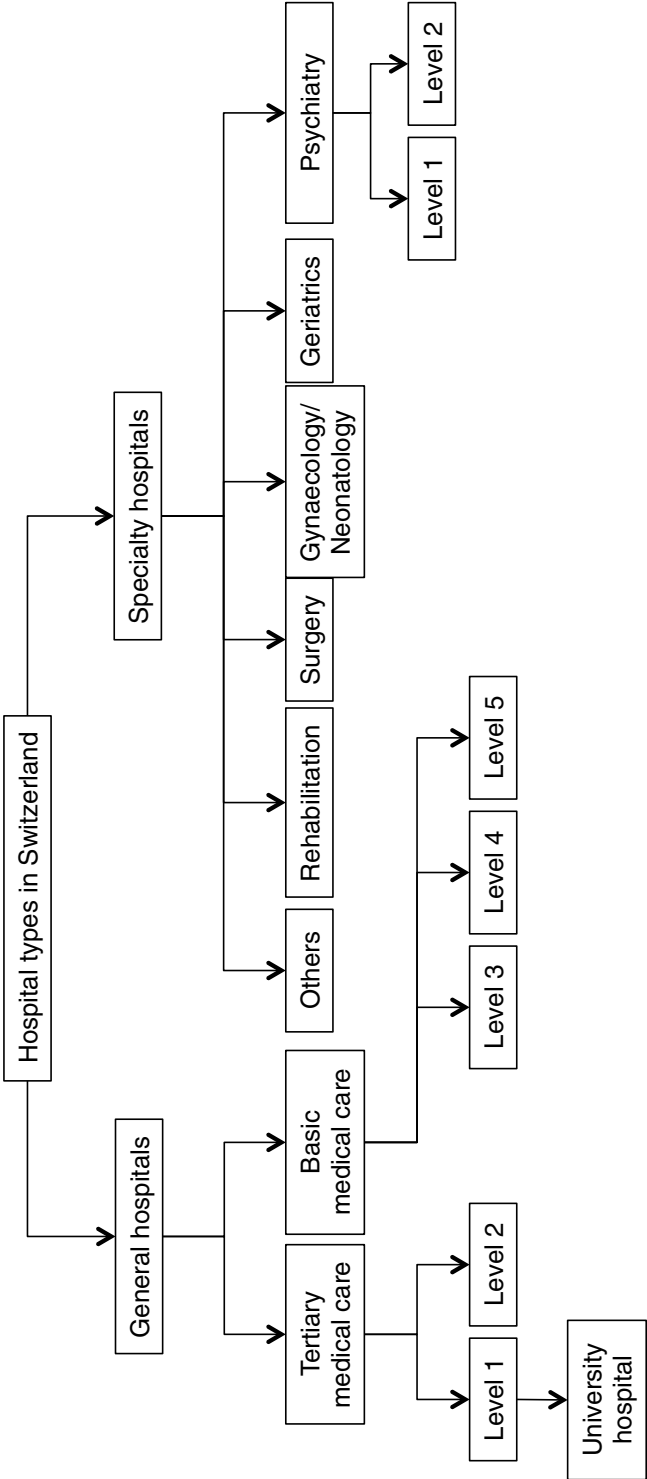 Hospital types in Switzerland
General hospitals
Specialty hospitals
Tertiary
medical care
Basic
medical care
Others
Rehabilitation
Surgery
Gynaecology/
Neonatology
Geriatrics
Psychiatry
Level 1
Level 2
Level 3
Level 4
Level 5
Level 1
Level 2
University
hospital